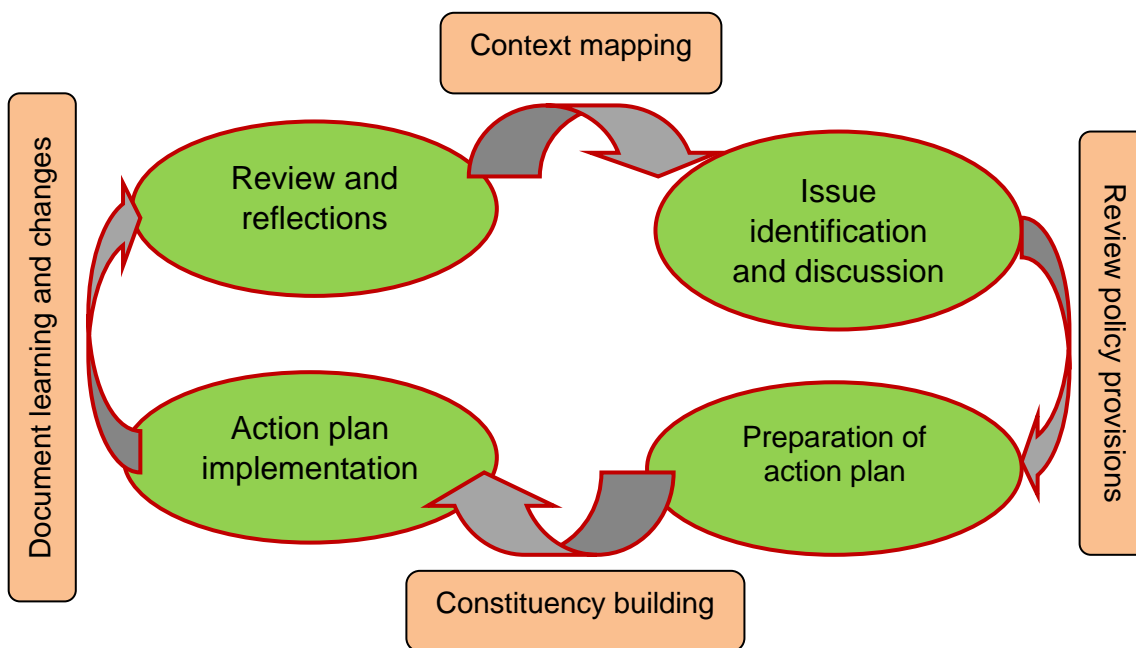 Context mapping
Document learning and changes
Review and
reflections
Issue
identification
and discussion
Review policy provisions
Action plan
implementation
Preparation of
action plan
Constituency building